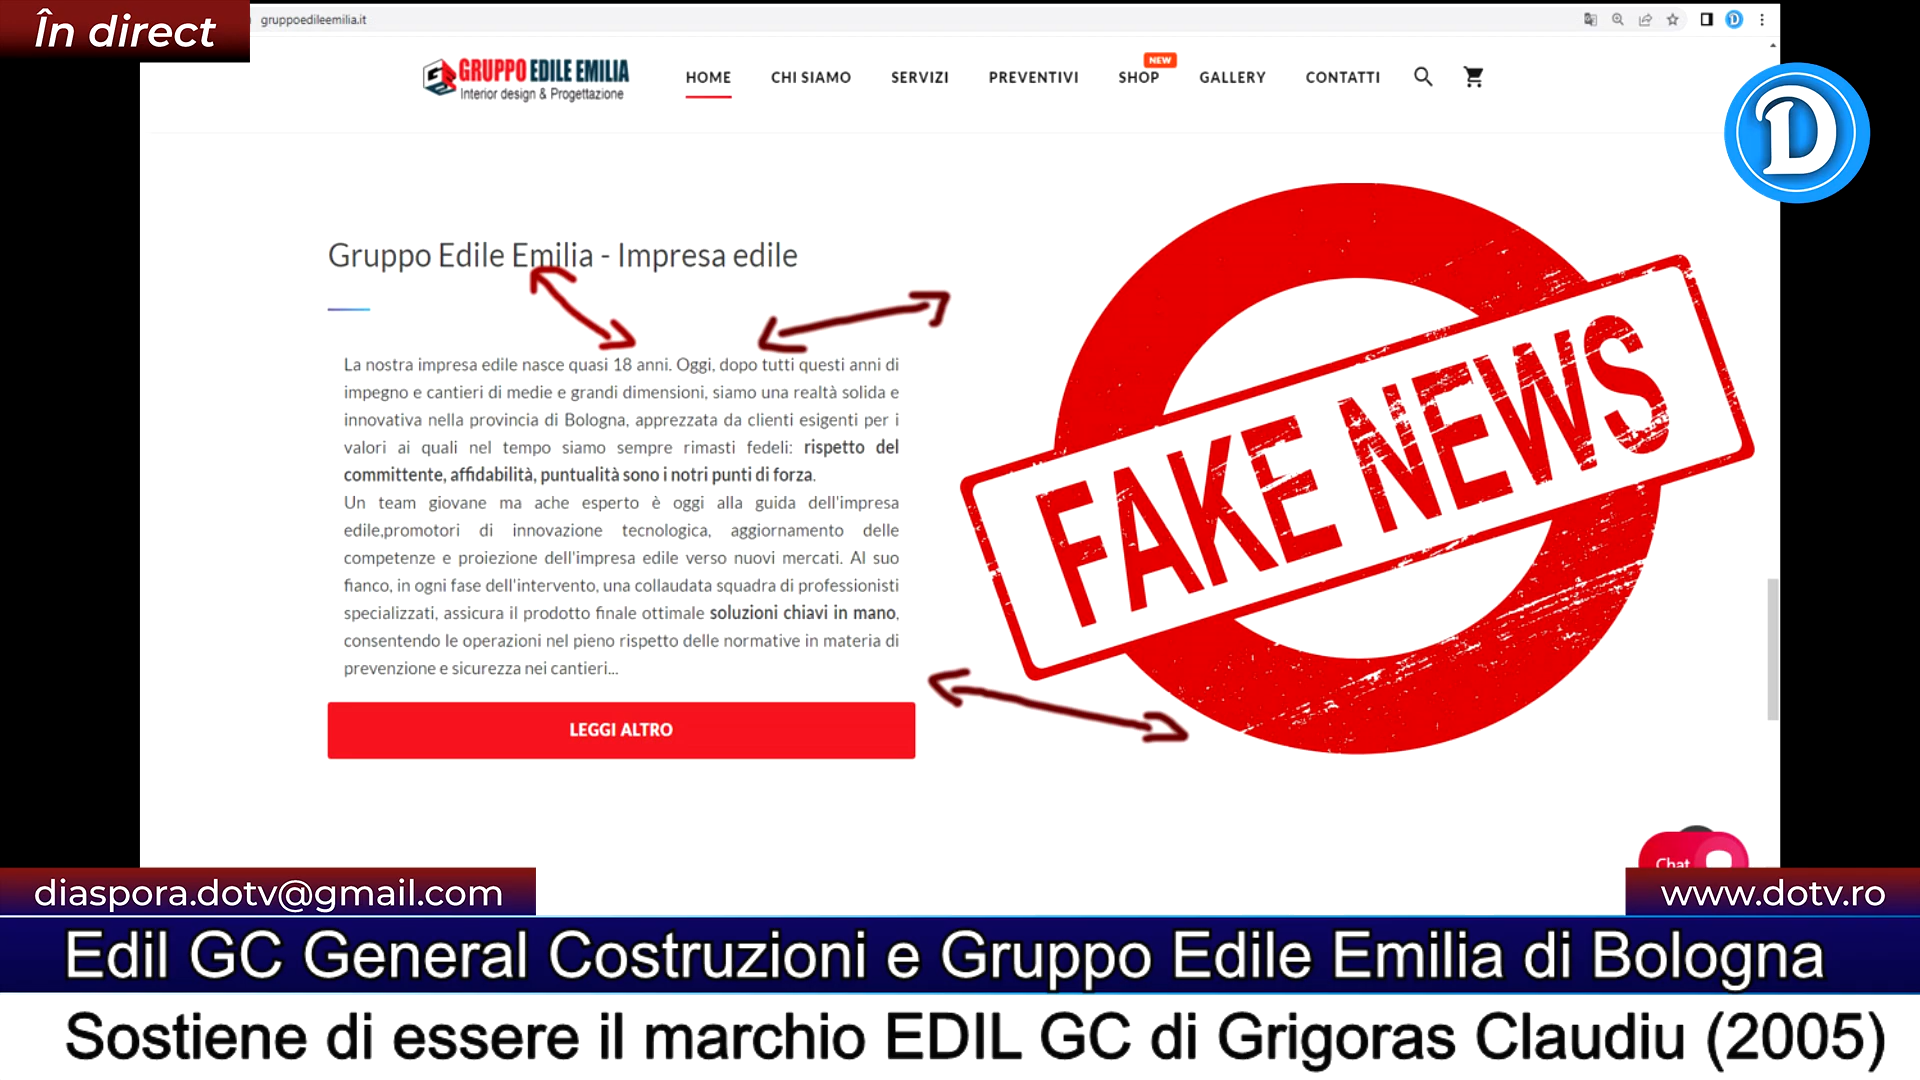 În direct
gruppoedileemilia.it
GRUPPO EDILE EMILIA
Interior design & Progettazione
HOME
CHI SIAMO
SERVIZI
PREVENTIVI
SHOP
NEW
GALLERY
CONTATTI
D
D
Gruppo Edile Emilia - Impresa edile
La nostra impresa edile nasce quasi 18 anni. Oggi, dopo tutti questi anni di
impegno e cantieri di medie e grandi dimensioni, siamo una realtà solida e
innovativa nella provincia di Bologna, apprezzata da clienti esigenti per i
valori ai quali nel tempo siamo sempre rimasti fedeli: rispetto del
committente, affidabilità, puntualità sono i notri punti di forza.
Un team giovane ma ache esperto è oggi alla guida dell'impresa
edile,promotori di innovazione tecnologica, aggiornamento delle
competenze e proiezione dell'impresa edile verso nuovi mercati. Al suo
fianco, in ogni fase dell'intervento, una collaudata squadra di professionisti
specializzati, assicura il prodotto finale ottimale soluzioni chiavi in mano,
consentendo le operazioni nel pieno rispetto delle normative in materia di
prevenzione e sicurezza nei cantieri...
LEGGI ALTRO
FAKE NEWS
Chat
diaspora.dotv@gmail.com
www.dotv.ro
Edil GC General Costruzioni e Gruppo Edile Emilia di Bologna
Sostiene di essere il marchio EDIL GC di Grigoras Claudiu (2005)